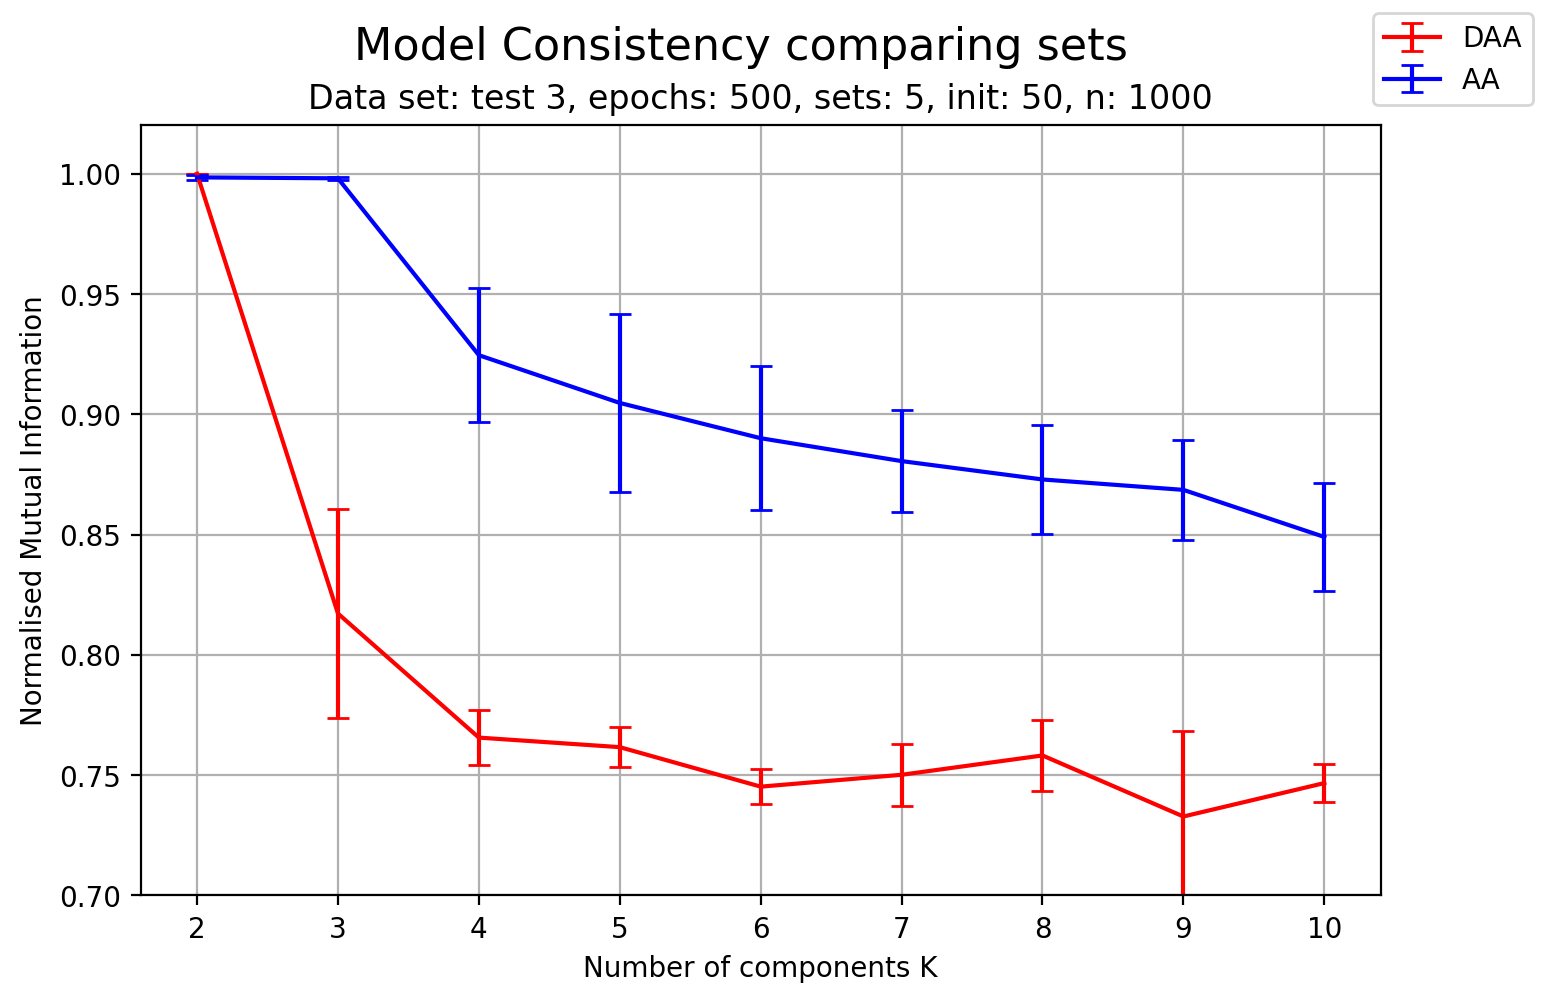 Model Consistency comparing sets
Data set: test 3, epochs: 500, sets: 5, init: 50, n: 1000
DAA
AA
Normalised Mutual Information
1.00
0.95
0.90
0.85
0.80
0.75
0.70
2 3 4 5 6 7 8 9 10
Number of components K